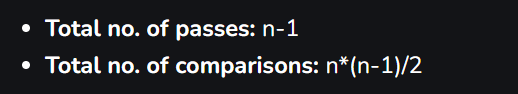 • Total no. of passes: n-1
• Total no. of comparisons: n*(n-1)/2